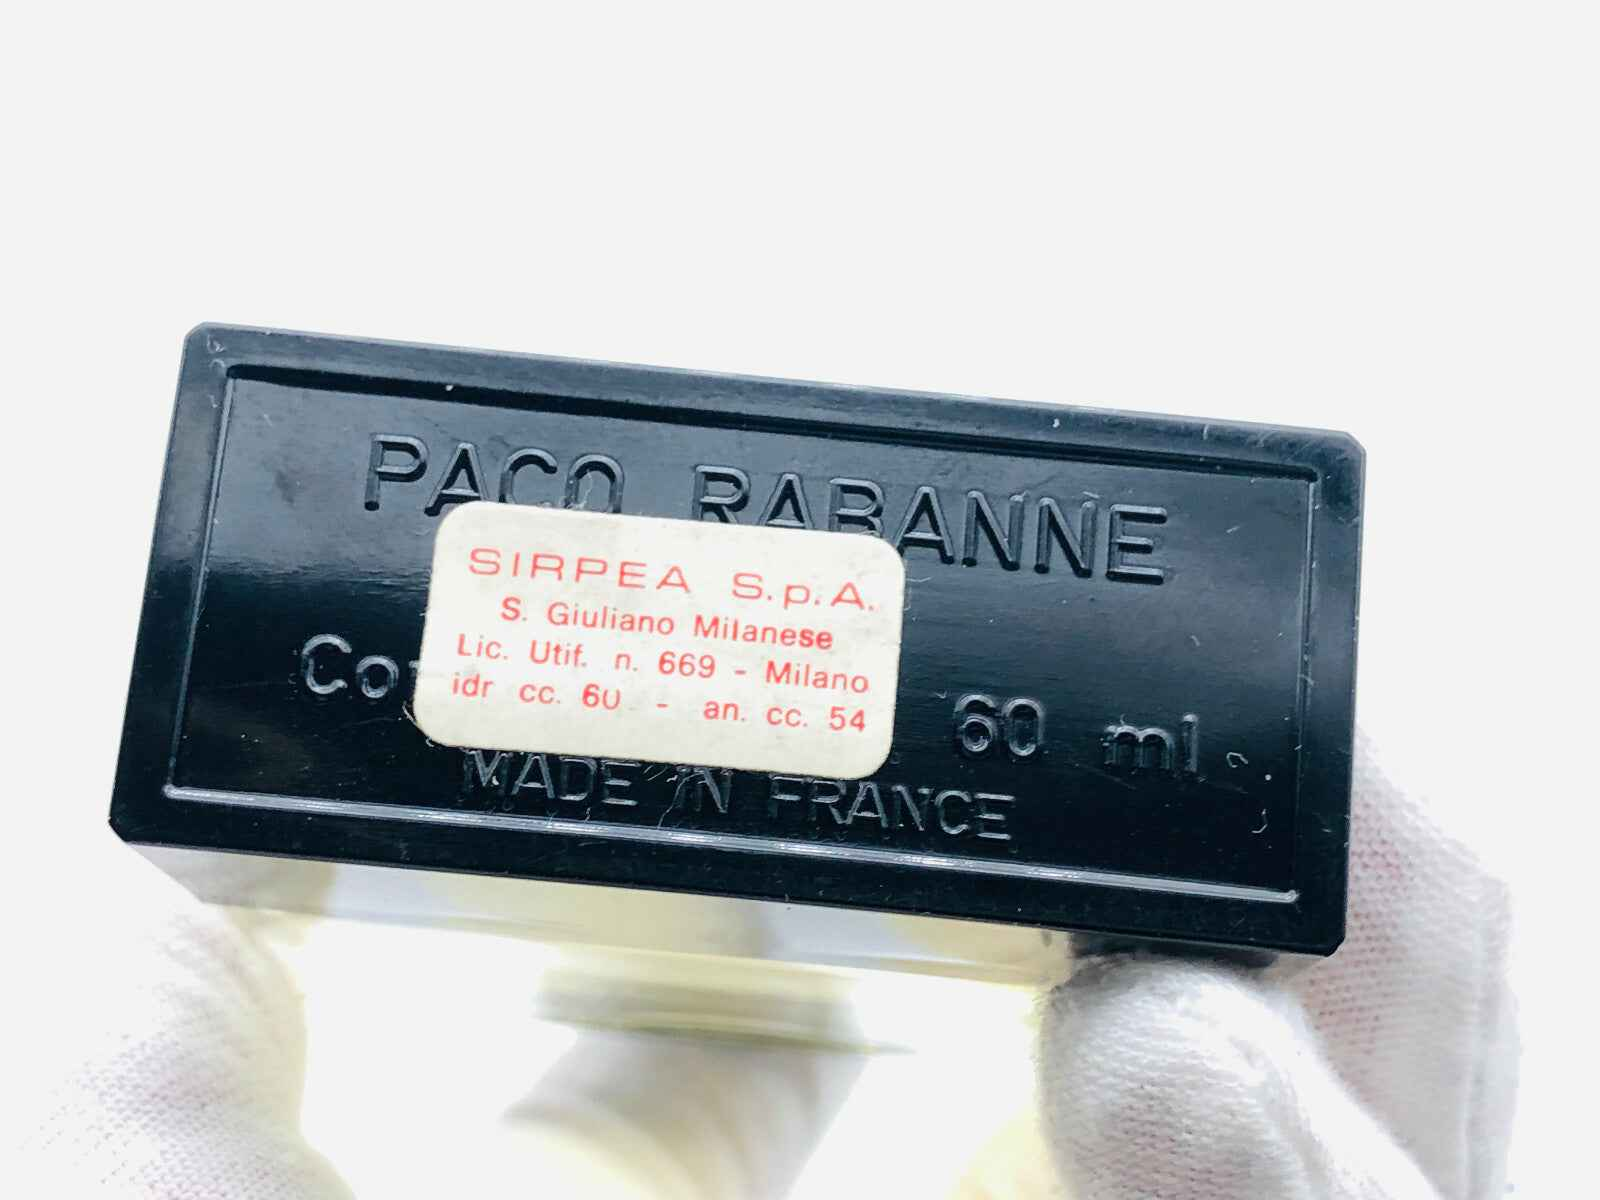 PACO RABANNE
SIRPEA S.p.A.
S. Giuliano Milanese
Lic. Utif. n. 669 - Milano
idr cc. 60 - an. cc. 54
60 ml
MADE IN FRANCE